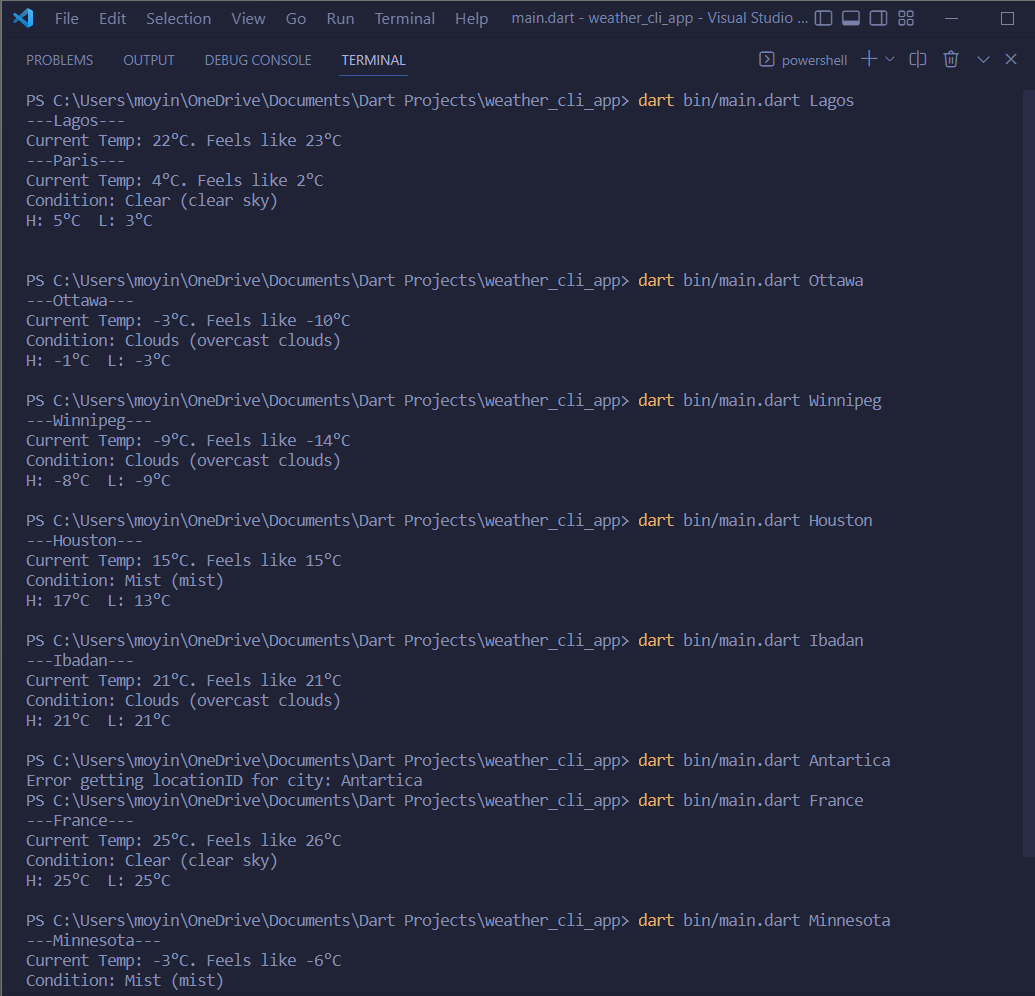 File Edit Selection View Go Run Terminal Help main.dart - weather_cli_app - Visual Studio ...
PROBLEMS OUTPUT DEBUG CONSOLE TERMINAL powershell
PS C:\Users\moyin\OneDrive\Documents\Dart Projects\weather_cli_app> dart bin/main.dart Lagos
---Lagos---
Current Temp: 22°C. Feels like 23°C
---Paris---
Current Temp: 4°C. Feels like 2°C
Condition: Clear (clear sky)
H: 5°C  L: 3°C
PS C:\Users\moyin\OneDrive\Documents\Dart Projects\weather_cli_app> dart bin/main.dart Ottawa
---Ottawa---
Current Temp: -3°C. Feels like -10°C
Condition: Clouds (overcast clouds)
H: -1°C  L: -3°C
PS C:\Users\moyin\OneDrive\Documents\Dart Projects\weather_cli_app> dart bin/main.dart Winnipeg
---Winnipeg---
Current Temp: -9°C. Feels like -14°C
Condition: Clouds (overcast clouds)
H: -8°C  L: -9°C
PS C:\Users\moyin\OneDrive\Documents\Dart Projects\weather_cli_app> dart bin/main.dart Houston
---Houston---
Current Temp: 15°C. Feels like 15°C
Condition: Mist (mist)
H: 17°C  L: 13°C
PS C:\Users\moyin\OneDrive\Documents\Dart Projects\weather_cli_app> dart bin/main.dart Ibadan
---Ibadan---
Current Temp: 21°C. Feels like 21°C
Condition: Clouds (overcast clouds)
H: 21°C  L: 21°C
PS C:\Users\moyin\OneDrive\Documents\Dart Projects\weather_cli_app> dart bin/main.dart Antartica
Error getting locationID for city: Antartica
PS C:\Users\moyin\OneDrive\Documents\Dart Projects\weather_cli_app> dart bin/main.dart France
---France---
Current Temp: 25°C. Feels like 26°C
Condition: Clear (clear sky)
H: 25°C  L: 25°C
PS C:\Users\moyin\OneDrive\Documents\Dart Projects\weather_cli_app> dart bin/main.dart Minnesota
---Minnesota---
Current Temp: -3°C. Feels like -6°C
Condition: Mist (mist)